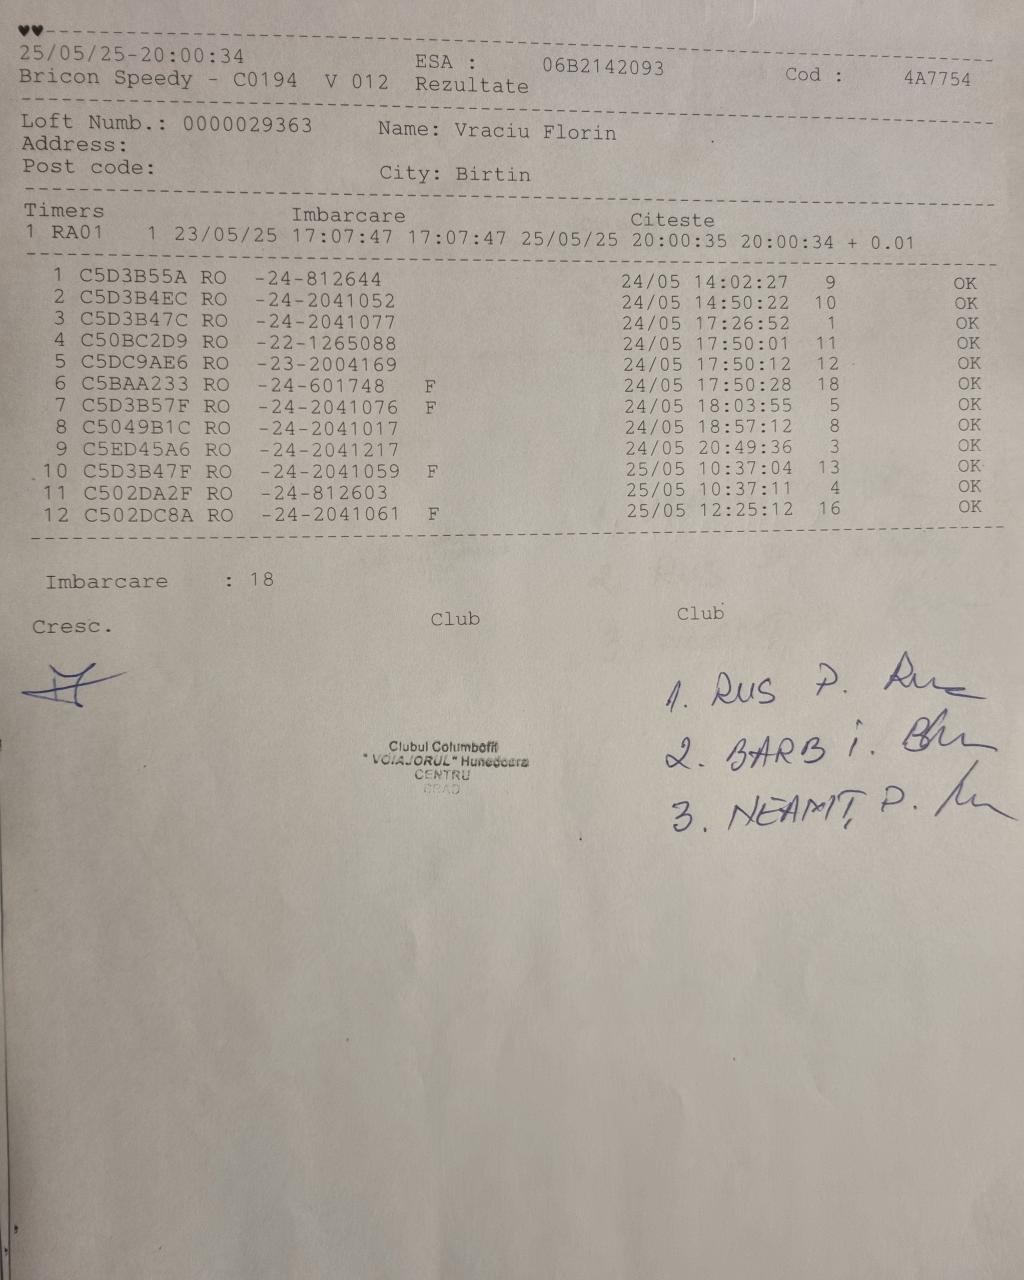 ♥♥
25/05/25-20:00:34 ESA : 06B2142093 Cod : 4A7754
Bricon Speedy - C0194 V 012 Rezultate
Loft Numb.: 0000029363 Name: Vraciu Florin
Address:
Post code: City: Birtin
Timers Imbarcare Citeste
1 RA01 1 23/05/25 17:07:47 17:07:47 25/05/25 20:00:35 20:00:34 + 0.01
1 C5D3B55A RO -24-812644 24/05 14:02:27 9 OK
2 C5D3B4EC RO -24-2041052 24/05 14:50:22 10 OK
3 C5D3B47C RO -24-2041077 24/05 17:26:52 1 OK
4 C50BC2D9 RO -22-1265088 24/05 17:50:01 11 OK
5 C5DC9AE6 RO -23-2004169 24/05 17:50:12 12 OK
6 C5BAA233 RO -24-601748 F 24/05 17:50:28 18 OK
7 C5D3B57F RO -24-2041076 F 24/05 18:03:55 5 OK
8 C5049B1C RO -24-2041017 24/05 18:57:12 8 OK
9 C5ED45A6 RO -24-2041217 24/05 20:49:36 3 OK
10 C5D3B47F RO -24-2041059 F 25/05 10:37:04 13 OK
11 C502DA2F RO -24-812603 25/05 10:37:11 4 OK
12 C502DC8A RO -24-2041061 F 25/05 12:25:12 16 OK
Imbarcare : 18
Cresc. Club Club
1. RUS P.
2. BARB i.
3. NEAMȚ P.
Clubul Columbofil
"VOIAJORUL" Hunedoara
CENTRU
BRAD